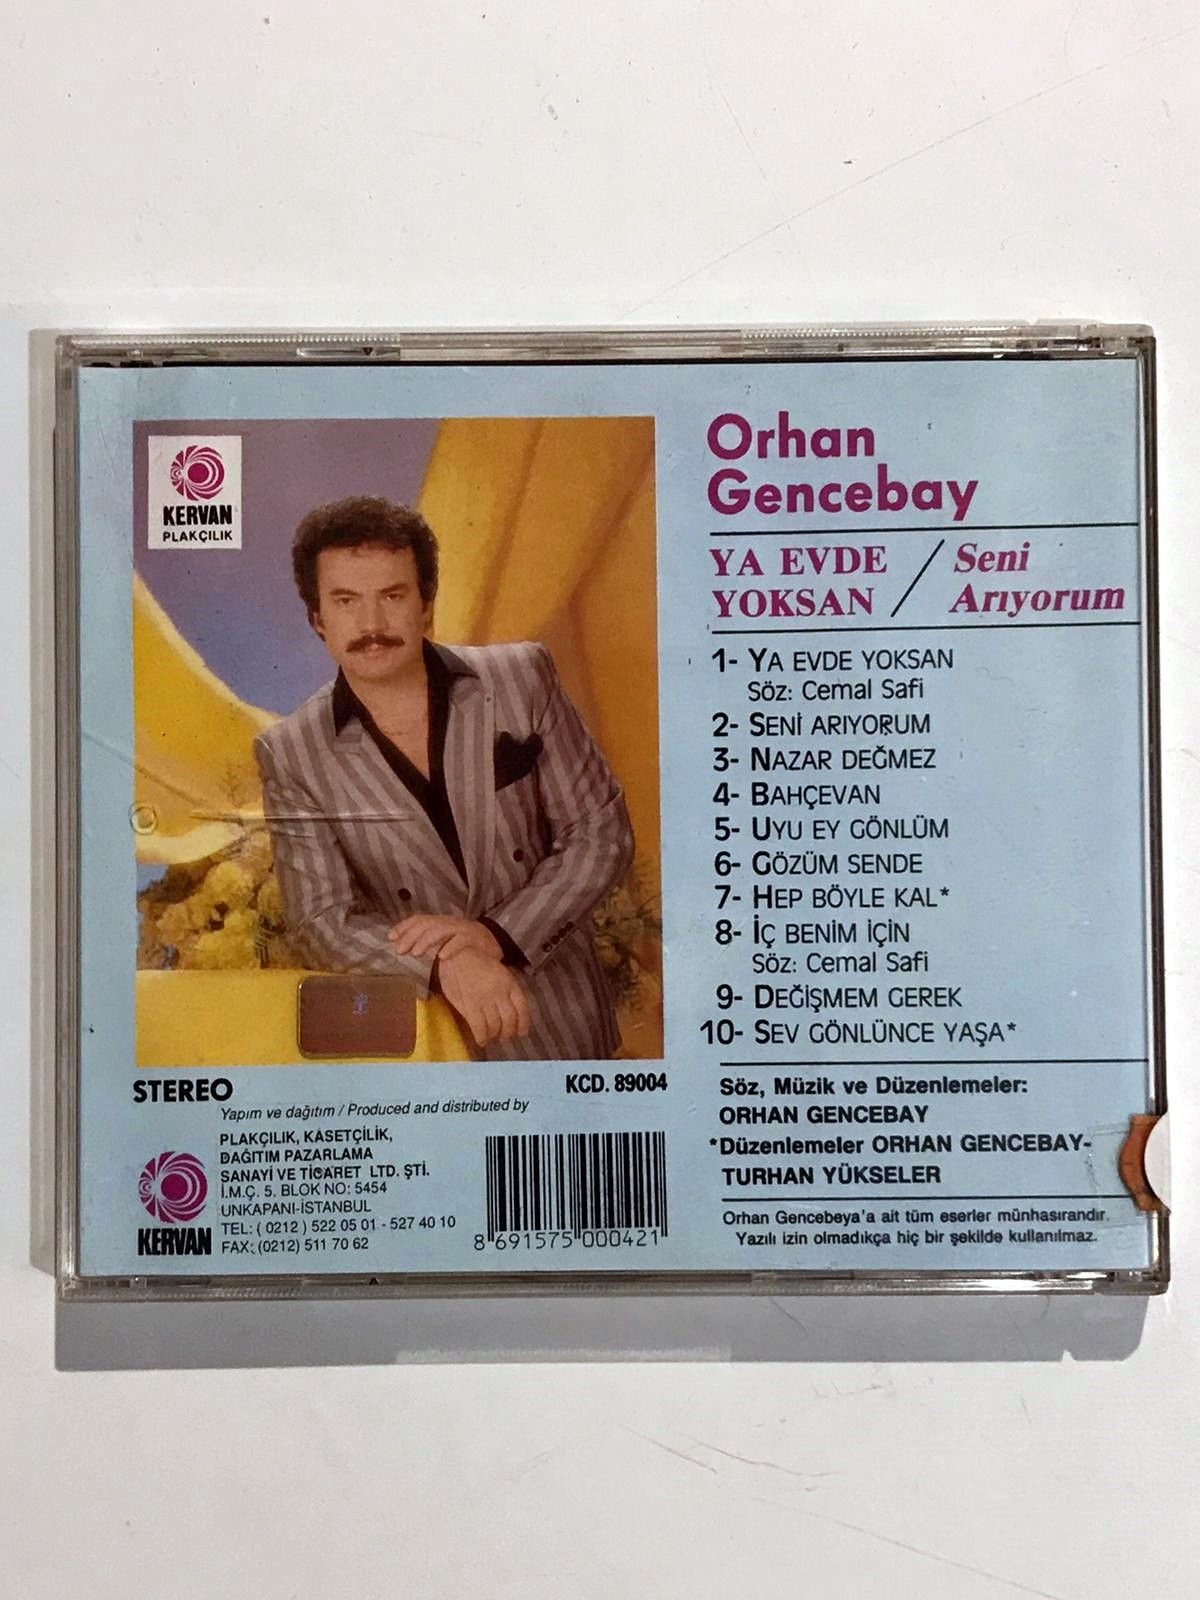 KERVAN
PLAKÇILIK
Orhan
Gencebay
YA EVDE
YOKSAN
/ Seni
Arıyorum
1- YA EVDE YOKSAN
Söz: Cemal Safi
2- SENİ ARIYORUM
3- NAZAR DEĞMEZ
4- BAHÇEVAN
5- UYU EY GÖNLÜM
6- GÖZÜM SENDE
7- HEP BÖYLE KAL*
8- İÇ BENİM İÇİN
Söz: Cemal Safi
9- DEĞİŞMEM GEREK
10- SEV GÖNLÜNCE YAŞA*
Söz, Müzik ve Düzenlemeler:
ORHAN GENCEBAY
*Düzenlemeler ORHAN GENCEBAY-
TURHAN YÜKSELER
Orhan Gencebeya'a ait tüm eserler münhasırandır.
Yazılı izin olmadıkça hiç bir şekilde kullanılmaz.
STEREO
KCD. 89004
Yapım ve dağıtım / Produced and distributed by
PLAKÇILIK, KASETÇİLİK,
DAĞITIM PAZARLAMA
SANAYİ VE TİCARET LTD. ŞTİ.
İ.M.Ç. 5. BLOK NO: 5454
UNKAPANI-İSTANBUL
TEL: ( 0212 ) 522 05 01 - 527 40 10
FAX: (0212) 511 70 62
KERVAN
8 691575 000421